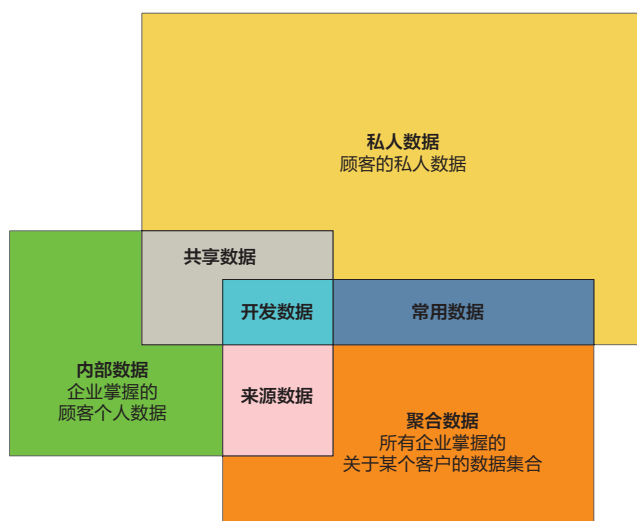 私人数据
顾客的私人数据
共享数据
开发数据
常用数据
内部数据
企业掌握的
顾客个人数据
来源数据
聚合数据
所有企业掌握的
关于某个客户的数据集合